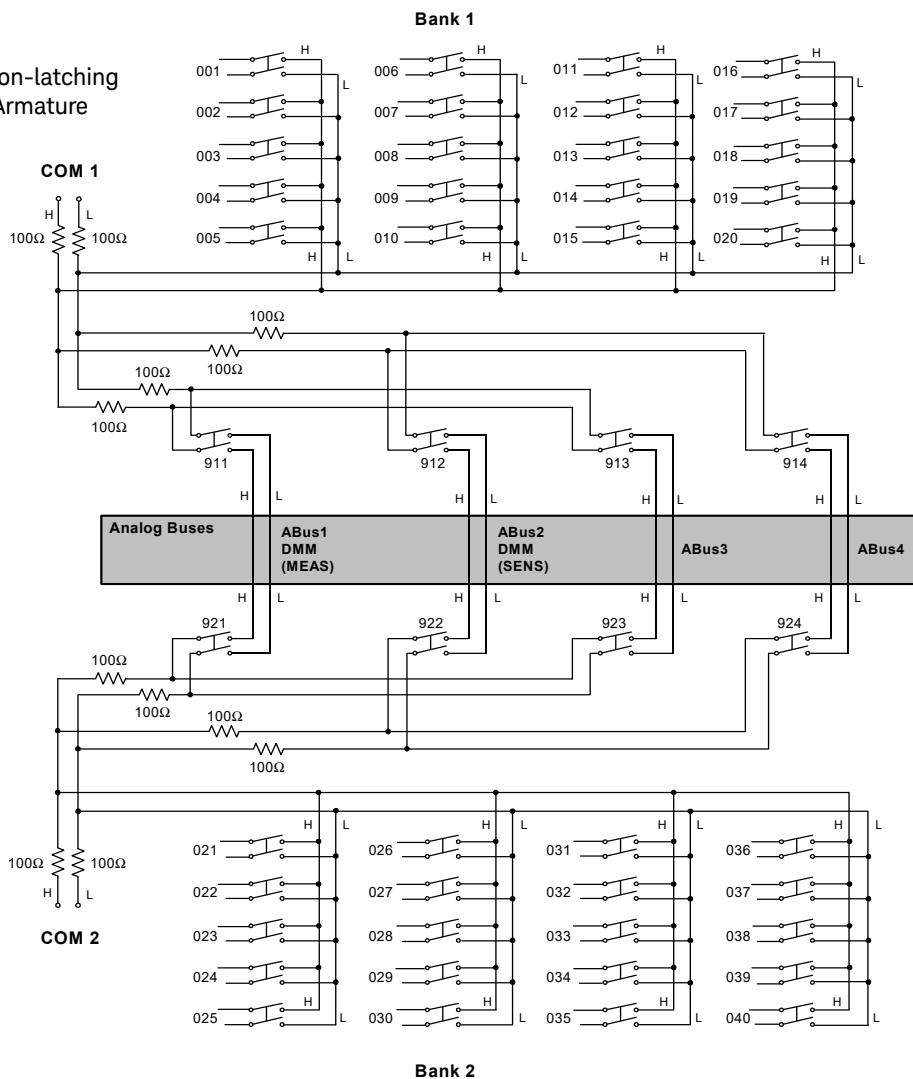 Bank 1
on-latching
Armature
H
L
001
002
003
004
005
H
L
H
L
006
007
008
009
010
H
L
H
L
011
012
013
014
015
H
L
H
L
016
017
018
019
020
H
L
COM 1
H
L
100Ω
100Ω
100Ω
100Ω
100Ω
100Ω
911
912
913
914
H
L
H
L
H
L
H
L
Analog Buses
ABus1
DMM
(MEAS)
ABus2
DMM
(SENS)
ABus3
ABus4
H
L
H
L
H
L
H
L
921
922
923
924
100Ω
100Ω
100Ω
100Ω
100Ω
100Ω
H
L
COM 2
H
L
021
022
023
024
025
H
L
H
L
026
027
028
029
030
H
L
H
L
031
032
033
034
035
H
L
H
L
036
037
038
039
040
H
L
Bank 2